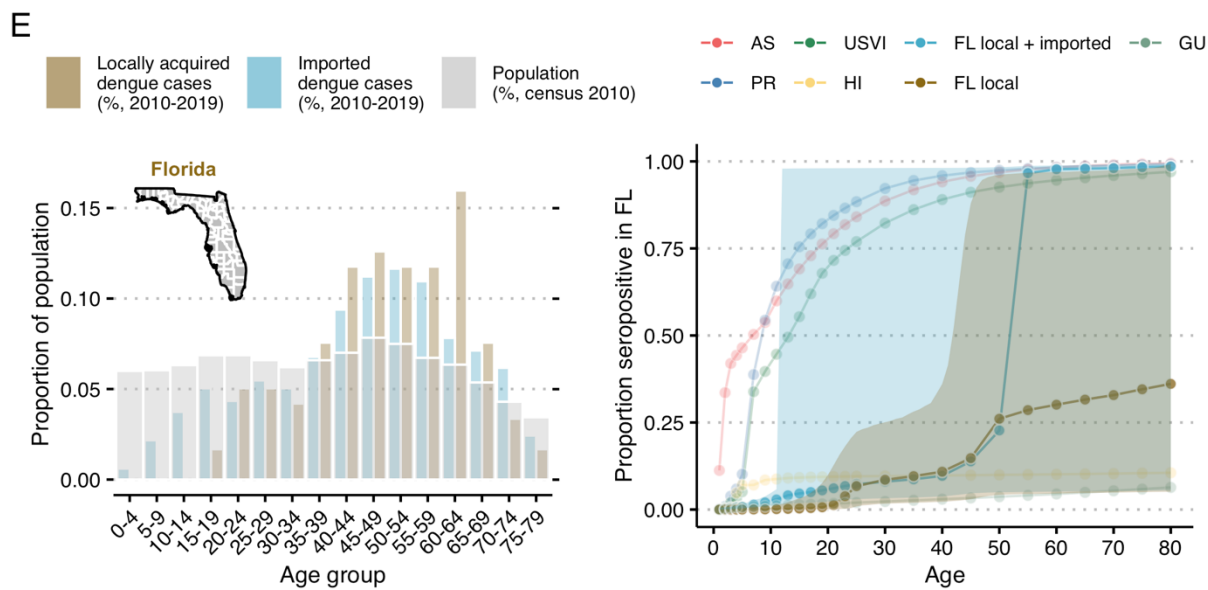 E
Locally acquired
dengue cases
(%, 2010-2019)
Imported
dengue cases
(%, 2010-2019)
Population
(%, census 2010)
Florida
Proportion of population
0.15
0.10
0.05
0.00
0-4
5-9
10-14
15-19
20-24
25-29
30-34
35-39
40-44
45-49
50-54
55-59
60-64
65-69
70-74
75-79
Age group
AS
USVI
FL local + imported
GU
PR
HI
FL local
Proportion seropositive in FL
1.00
0.75
0.50
0.25
0.00
0
10
20
30
40
50
60
70
80
Age